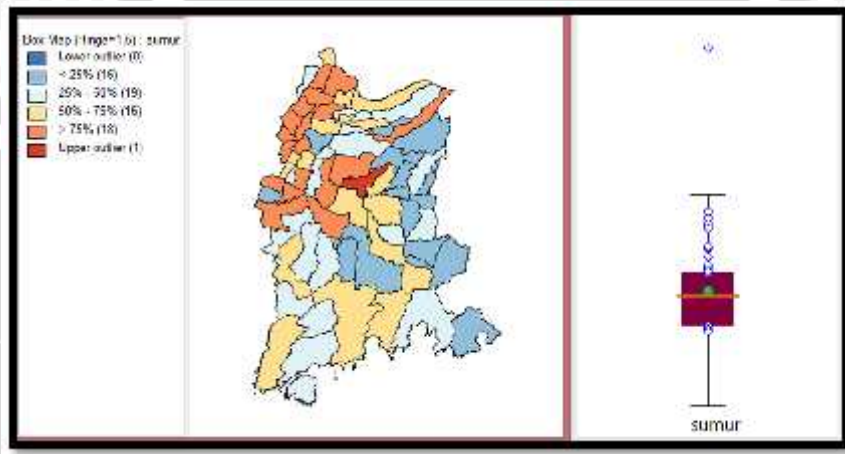 Box Map (Hinge=1.5) : sumur
Lower outlier (0)
< 25% (16)
25% - 50% (19)
50% - 75% (16)
> 75% (18)
Upper outlier (1)
sumur